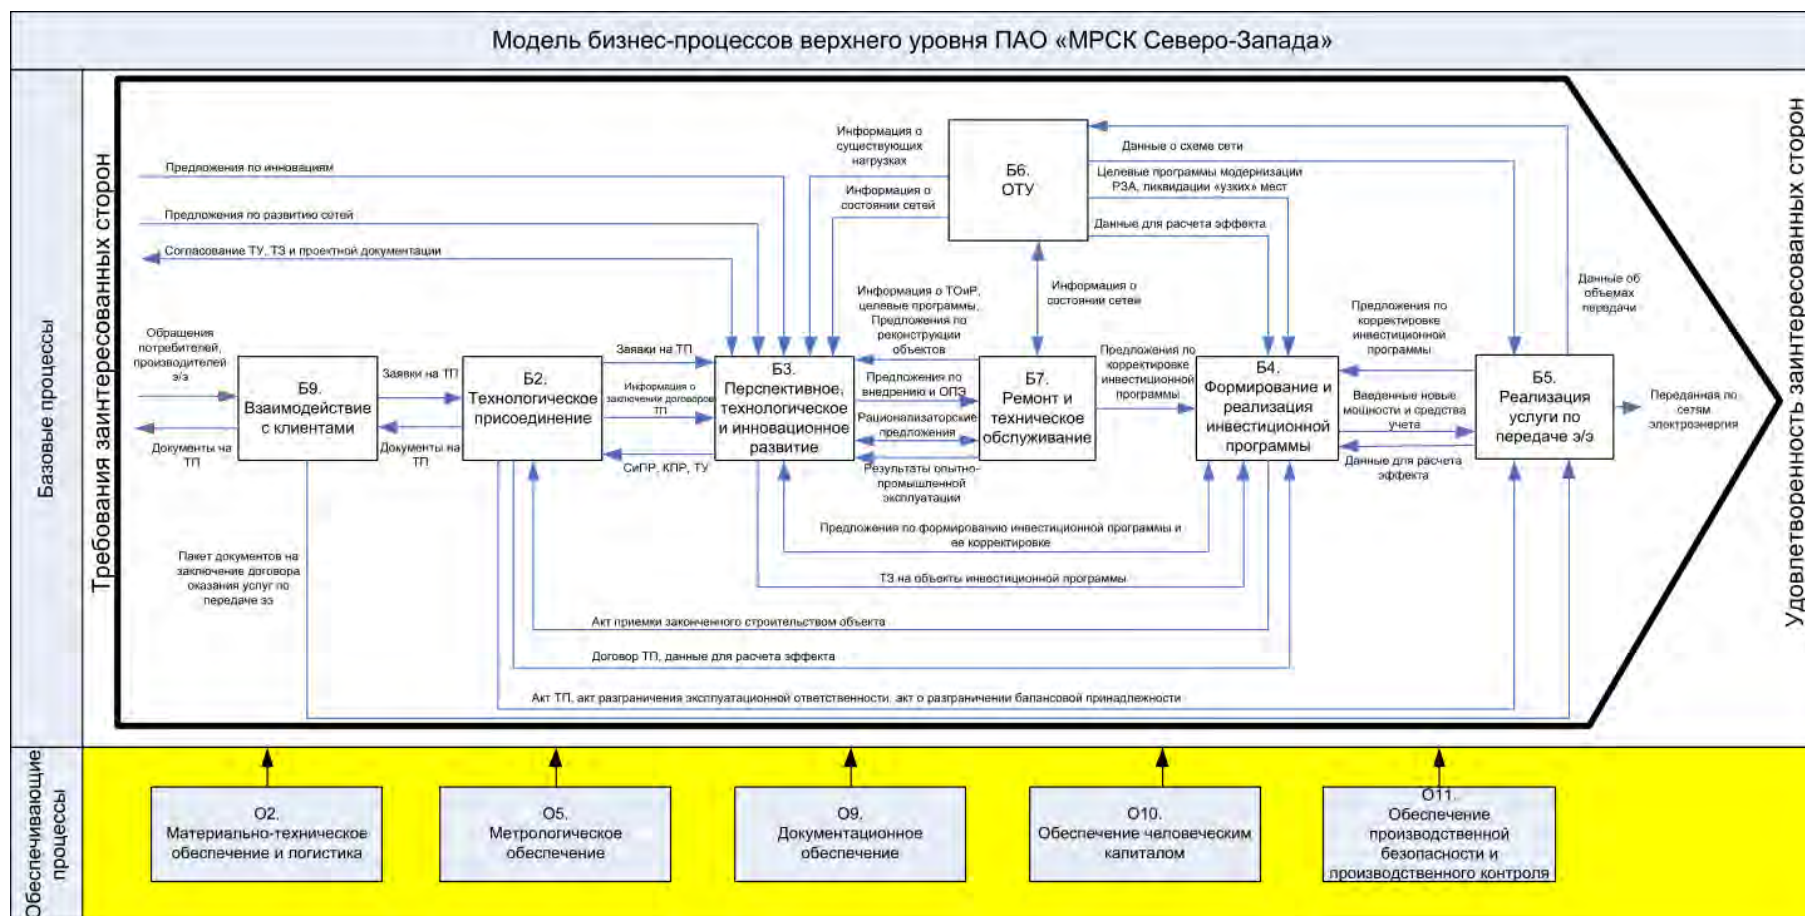 Модель бизнес-процессов верхнего уровня ПАО «МРСК Северо-Запада»
Базовые процессы
Требования заинтересованных сторон
Удовлетворенность заинтересованных сторон
Предложения по инновациям
Предложения по развитию сетей
Согласование ТУ, ТЗ и проектной документации
Информация о
существующих
нагрузках
Информация о
состоянии сетей
Б6.
ОТУ
Данные о схеме сети
Целевые программы модернизации
РЗА, ликвидации «узких» мест
Данные для расчета эффекта
Данные об
объемах
передачи
Информация о
состоянии сетей
Обращения
потребителей,
производителей
э/э
Документы на
ТП
Б9.
Взаимодействие
с клиентами
Заявки на ТП
Документы на
ТП
Б2.
Технологическое
присоединение
Заявки на ТП
Информация о
заключении договоров
ТП
СиПР, КПР, ТУ
Б3.
Перспективное,
технологическое
и инновационное
развитие
Информация о ТОиР,
целевые программы,
Предложения по
реконструкции
объектов
Предложения по
внедрению и ОПЭ
Рационализаторские
предложения
Результаты опытно-
промышленной
эксплуатации
Б7.
Ремонт и
техническое
обслуживание
Предложения по
корректировке
инвестиционной
программы
Б4.
Формирование и
реализация
инвестиционной
программы
Предложения по
корректировке
инвестиционной
программы
Введенные новые
мощности и средства
учета
Данные для расчета
эффекта
Б5.
Реализация
услуги по
передаче э/э
Переданная по
сетям
электроэнергия
Предложения по формированию инвестиционной программы и
ее корректировке
ТЗ на объекты инвестиционной программы
Пакет документов на
заключение договора
оказания услуг по
передаче ээ
Акт приемки законченного строительством объекта
Договор ТП, данные для расчета эффекта
Акт ТП, акт разграничения эксплуатационной ответственности, акт о разграничении балансовой принадлежности
Обеспечивающие
процессы
О2.
Материально-техническое
обеспечение и логистика
О5.
Метрологическое
обеспечение
О9.
Документационное
обеспечение
О10.
Обеспечение человеческим
капиталом
О11.
Обеспечение
производственной
безопасности и
производственного контроля